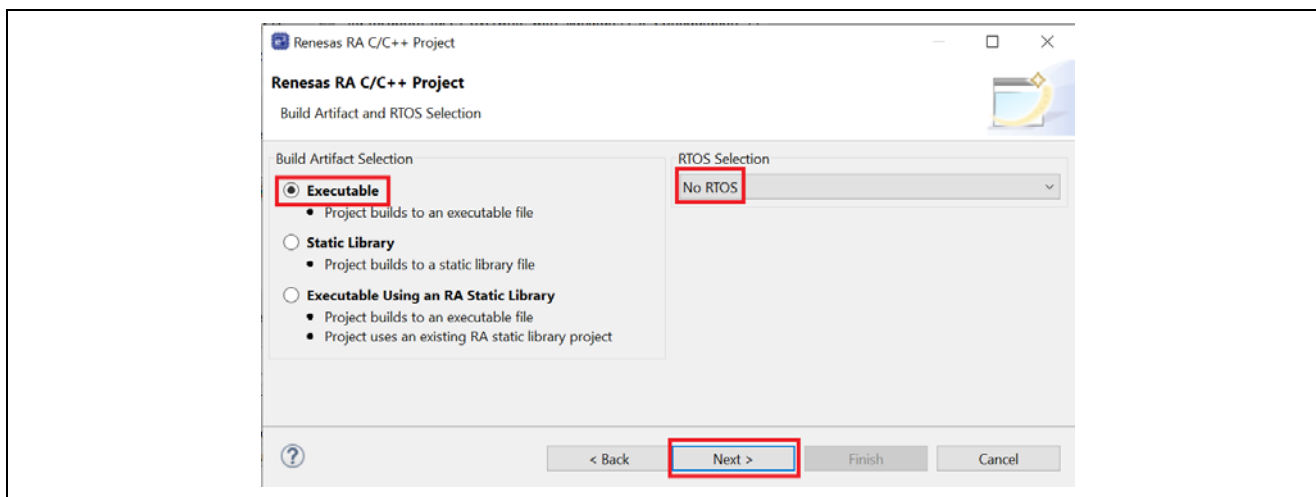 Renesas RA C/C++ Project
Renesas RA C/C++ Project
Build Artifact and RTOS Selection
Build Artifact Selection
Executable
• Project builds to an executable file
Static Library
• Project builds to a static library file
Executable Using an RA Static Library
• Project builds to an executable file
• Project uses an existing RA static library project
RTOS Selection
No RTOS
< Back
Next >
Finish
Cancel